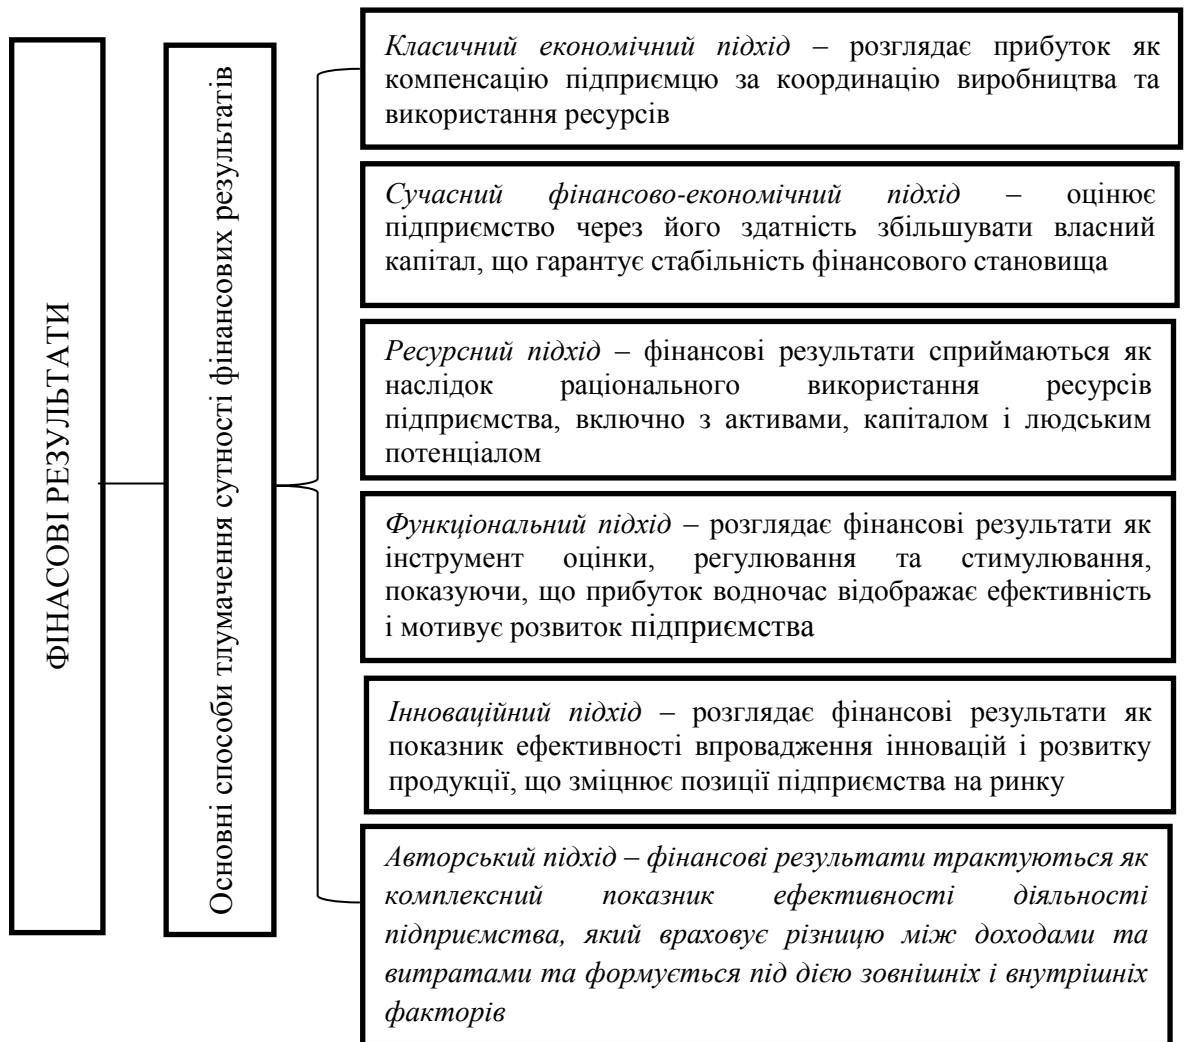 ФІНАСОВІ РЕЗУЛЬТАТИ
Основні способи тлумачення сутності фінансових результатів
Класичний економічний підхід – розглядає прибуток як
компенсацію підприємцю за координацію виробництва та
використання ресурсів
Сучасний фінансово-економічний підхід – оцінює
підприємство через його здатність збільшувати власний
капітал, що гарантує стабільність фінансового становища
Ресурсний підхід – фінансові результати сприймаються як
наслідок раціонального використання ресурсів
підприємства, включно з активами, капіталом і людським
потенціалом
Функціональний підхід – розглядає фінансові результати як
інструмент оцінки, регулювання та стимулювання,
показуючи, що прибуток водночас відображає ефективність
і мотивує розвиток підприємства
Інноваційний підхід – розглядає фінансові результати як
показник ефективності впровадження інновацій і розвитку
продукції, що зміцнює позиції підприємства на ринку
Авторський підхід – фінансові результати трактуються як
комплексний показник ефективності діяльності
підприємства, який враховує різницю між доходами та
витратами та формується під дією зовнішніх і внутрішніх
факторів